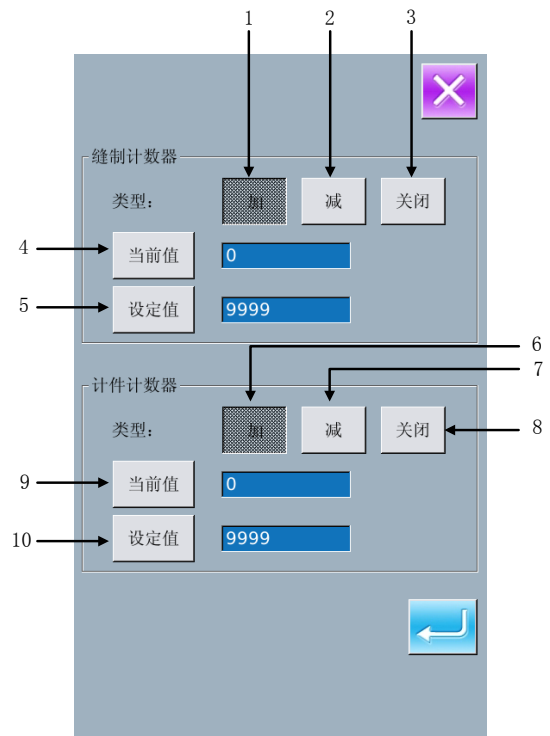 1 2 3
缝制计数器
类型： 加 减 关闭
4 当前值 0
5 设定值 9999
6
7
计件计数器
类型： 加 减 关闭 8
9 当前值 0
10 设定值 9999